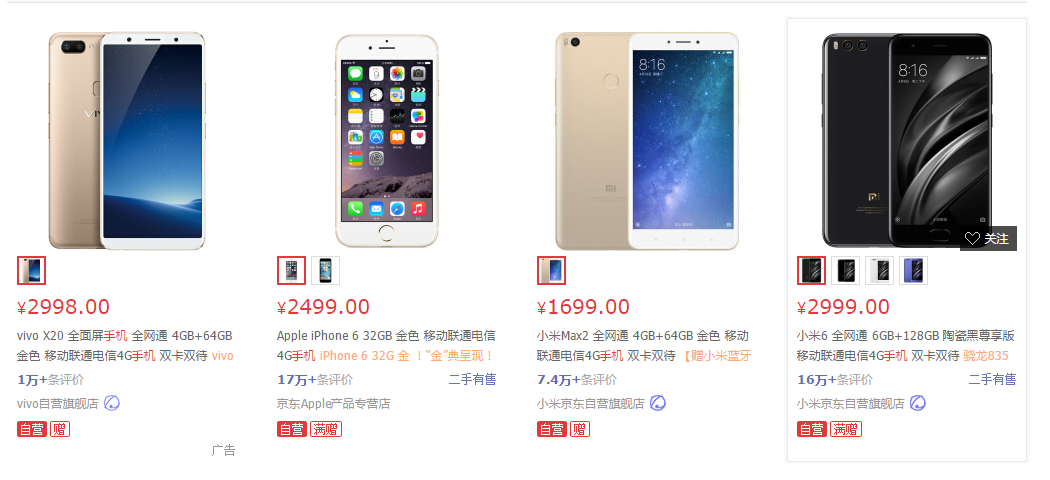 8:16
8:16
关注
¥2998.00
vivo X20 全面屏手机 全网通 4GB+64GB
金色 移动联通电信4G手机 双卡双待 vivo
1万+条评价
vivo自营旗舰店
自营 赠
广告
¥2499.00
Apple iPhone 6 32GB 金色 移动联通电信
4G手机 iPhone 6 32G 金 ！“金”典呈现！
17万+条评价 二手有售
京东Apple产品专营店
自营 满赠
¥1699.00
小米Max2 全网通 4GB+64GB 金色 移动
联通电信4G手机 双卡双待 【赠小米蓝牙
7.4万+条评价
小米京东自营旗舰店
自营 赠
¥2999.00
小米6 全网通 6GB+128GB 陶瓷黑尊享版
移动联通电信4G手机 双卡双待 骁龙835
16万+条评价 二手有售
小米京东自营旗舰店
自营 满赠